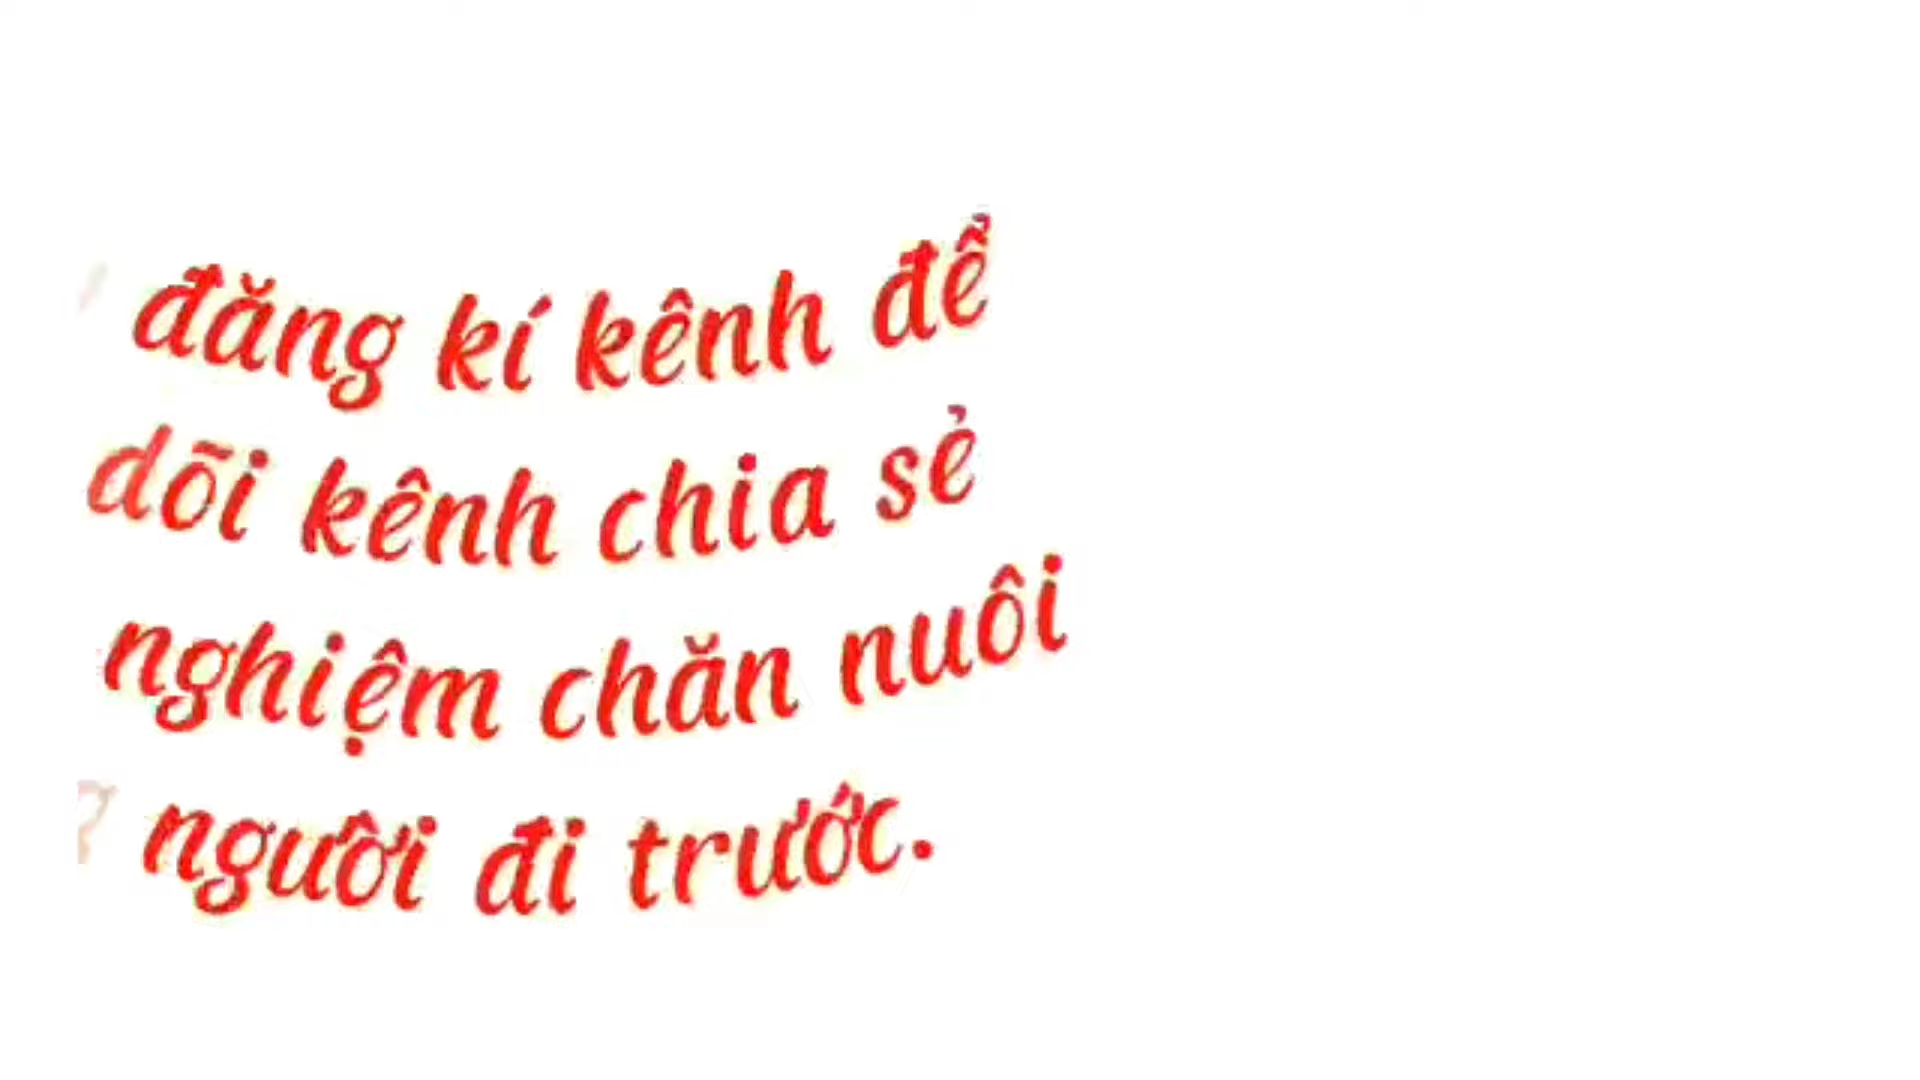 đăng kí kênh để
dõi kênh chia sẻ
nghiệm chăn nuôi
người đi trước.